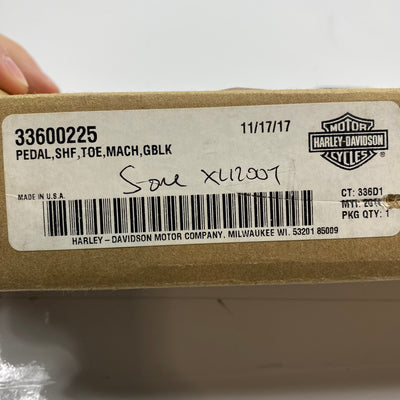 33600225
11/17/17
PEDAL,SHF,TOE,MACH,GBLK
MOTOR
HARLEY-DAVIDSON
CYCLES
MADE IN U.S.A.
CT: 336D1
PKG QTY: 1
HARLEY – DAVIDSON MOTOR COMPANY, MILWAUKEE WI. 53201 85009